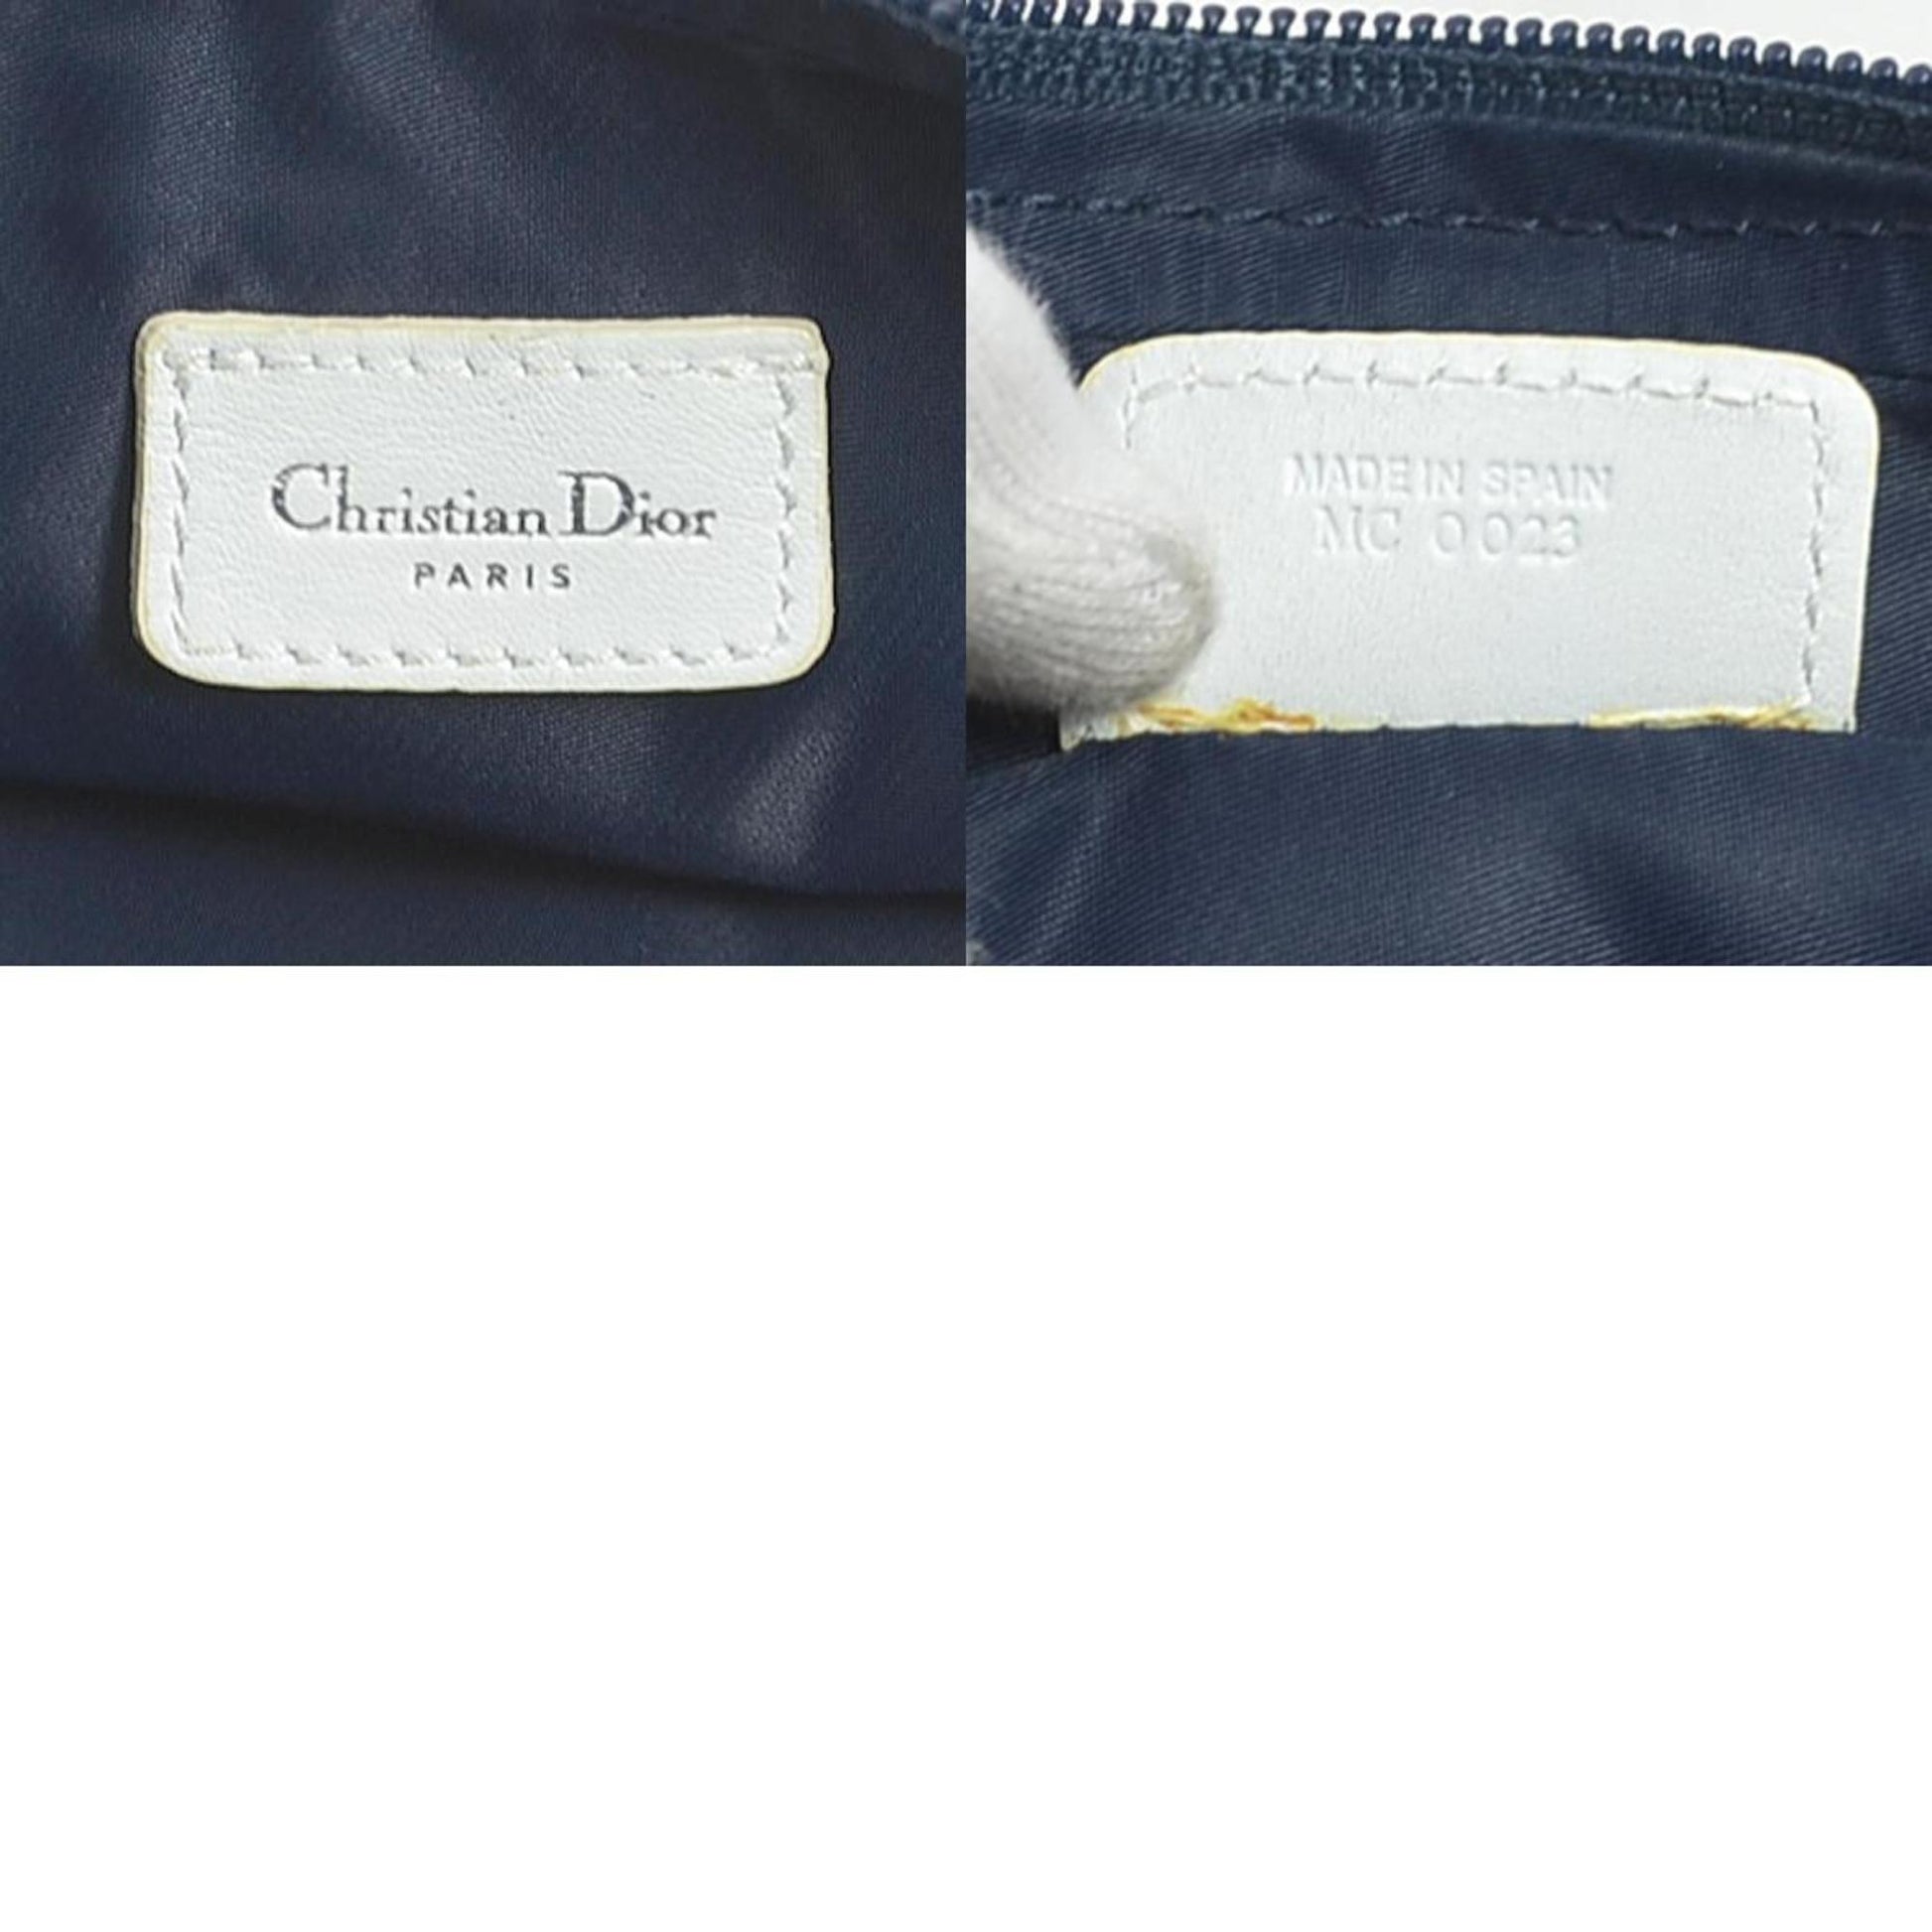 Christian Dior
PARIS
MADE IN SPAIN
MC 0023